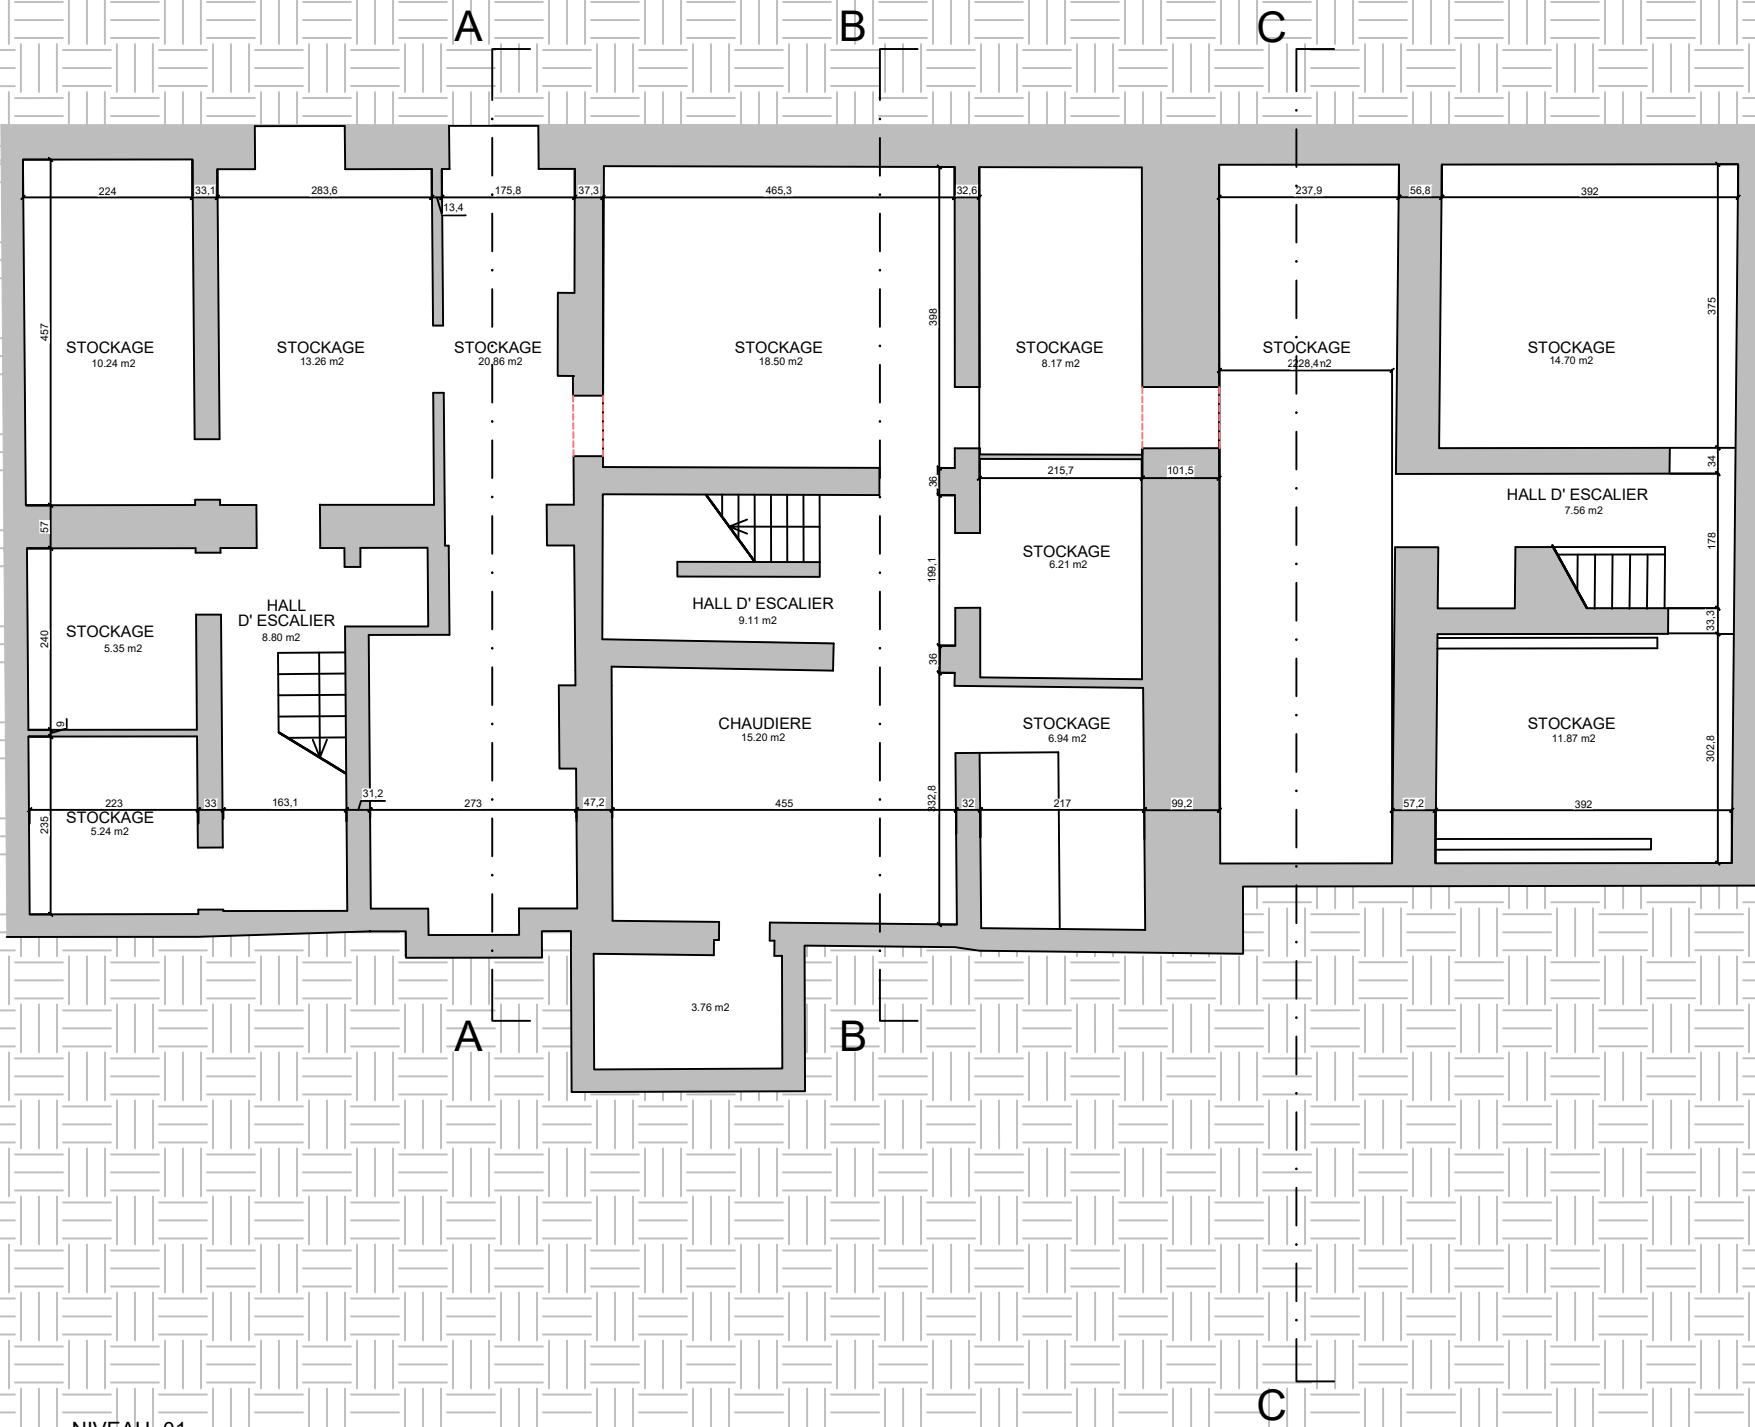 A
B
C
224
33,1
283,6
13,4
175,8
37,3
465,3
32,6
237,9
56,8
392
457
398
375
STOCKAGE
10.24 m2
STOCKAGE
13.26 m2
STOCKAGE
20.86 m2
STOCKAGE
18.50 m2
STOCKAGE
8.17 m2
STOCKAGE
STOCKAGE
14.70 m2
215,7
101,5
36
34
57
HALL D' ESCALIER
7.56 m2
178
STOCKAGE
6.21 m2
199,1
HALL
D' ESCALIER
8.80 m2
HALL D' ESCALIER
9.11 m2
33,3
STOCKAGE
5.35 m2
240
36
9
CHAUDIERE
15.20 m2
STOCKAGE
6.94 m2
STOCKAGE
11.87 m2
302,8
223
33
163,1
31,2
273
47,2
455
332,8
32
217
99,2
57,2
392
STOCKAGE
5.24 m2
235
3.76 m2
A
B
C